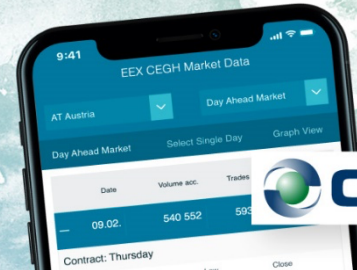 9:41
EEX CEGH Market Data
AT Austria
Day Ahead Market
Day Ahead Market
Select Single Day
Graph View
Date
Volume acc.
Trades
09.02.
540 552
593
Contract: Thursday
Close